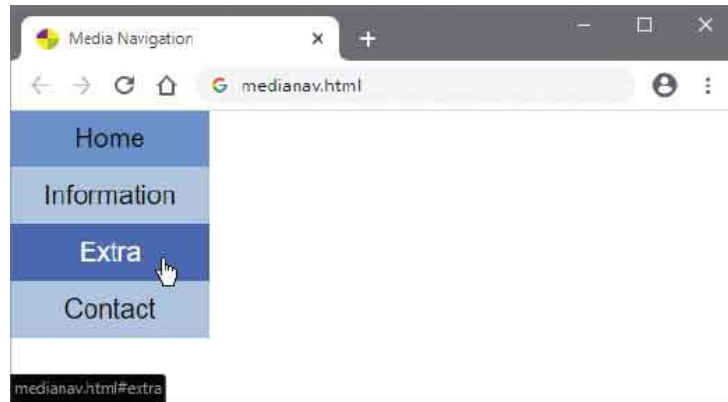 Media Navigation
medianav.html
Home
Information
Extra
Contact
medianav.html#extra